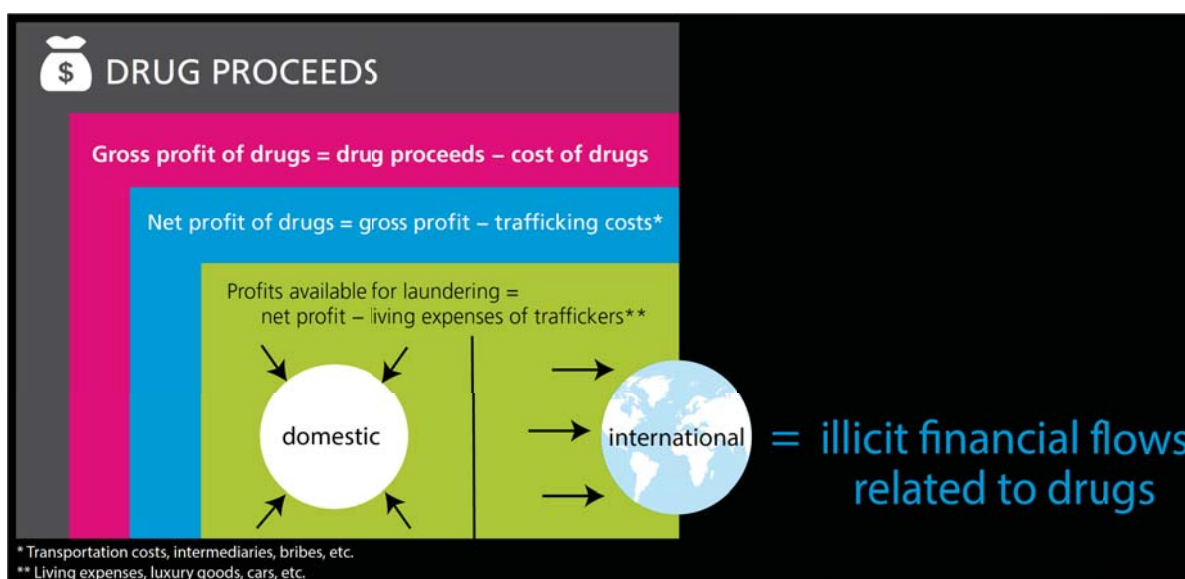 $
DRUG PROCEEDS
Gross profit of drugs = drug proceeds – cost of drugs
Net profit of drugs = gross profit – trafficking costs*
Profits available for laundering =
net profit – living expenses of traffickers**
domestic
international
= illicit financial flows
related to drugs
* Transportation costs, intermediaries, bribes, etc.
** Living expenses, luxury goods, cars, etc.